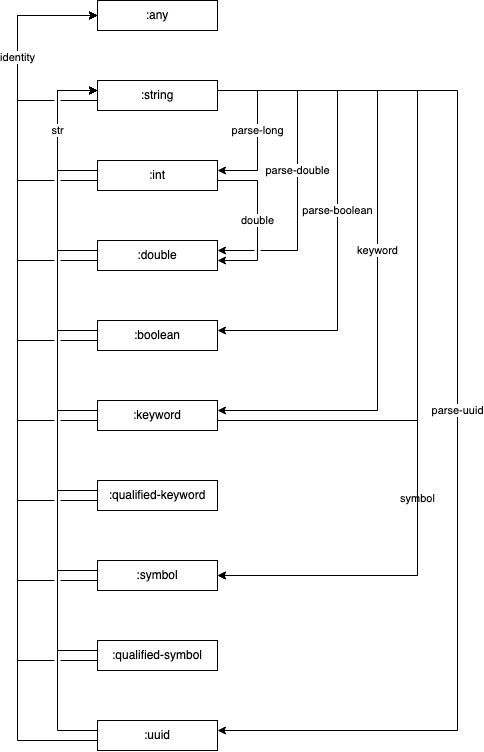 :any
identity
:string
str
parse-long
parse-double
:int
parse-boolean
double
keyword
:double
:boolean
parse-uuid
:keyword
:qualified-keyword
symbol
:symbol
:qualified-symbol
:uuid